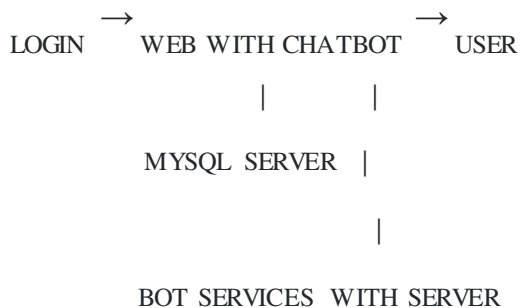 LOGIN → WEB WITH CHATBOT → USER
| |
MYSQL SERVER |
|
BOT SERVICES WITH SERVER